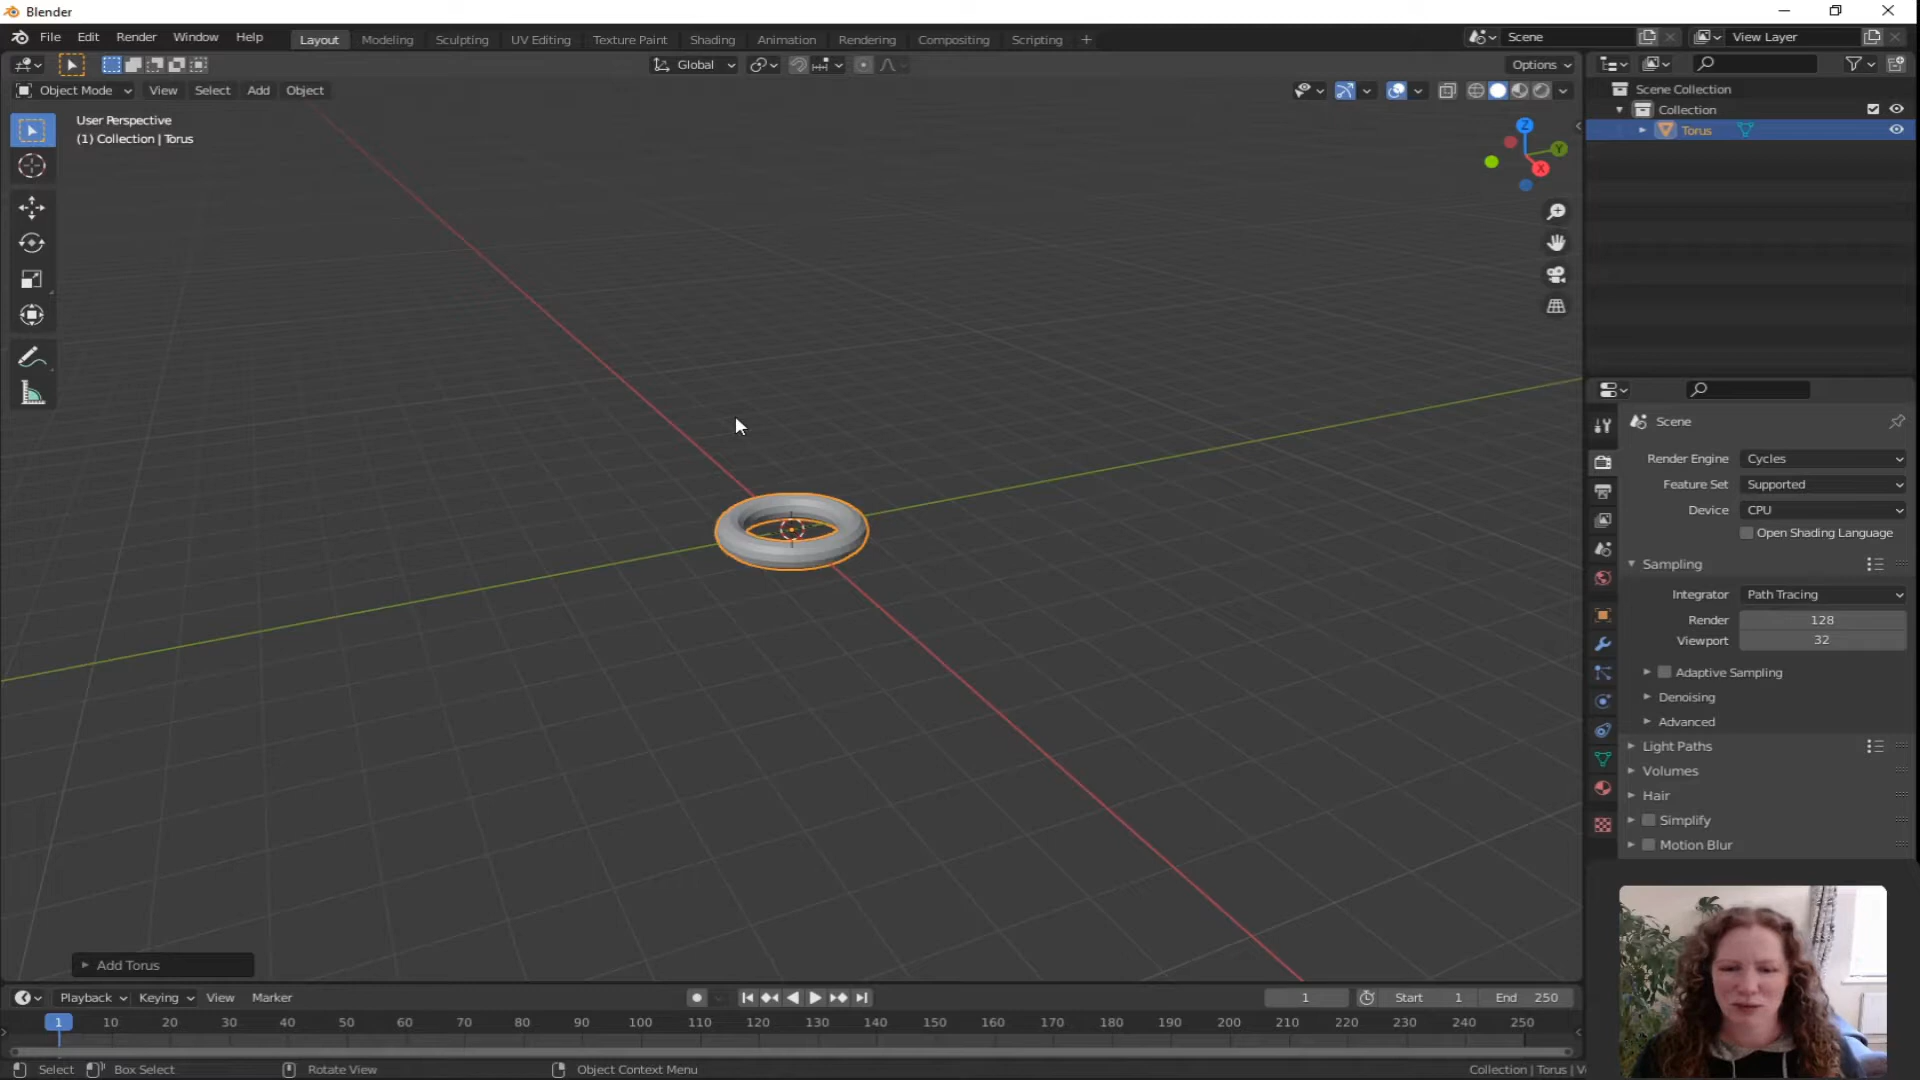 Blender
File Edit Render Window Help
Layout Modeling Sculpting UV Editing Texture Paint Shading Animation Rendering Compositing Scripting +
Scene
View Layer
Global
Options
Object Mode View Select Add Object
User Perspective
(1) Collection | Torus
Z
Y
X
Scene Collection
Collection
Torus
Scene
Render Engine Cycles
Feature Set Supported
Device CPU
Open Shading Language
Sampling
Integrator Path Tracing
Render 128
Viewport 32
Adaptive Sampling
Denoising
Advanced
Light Paths
Volumes
Hair
Simplify
Motion Blur
Add Torus
Playback Keying View Marker
1 Start 1 End 250
1 10 20 30 40 50 60 70 80 90 100 110 120 130 140 150 160 170 180 190 200 210 220 230 240 250
Select Box Select Rotate View Object Context Menu Collection | Torus | V